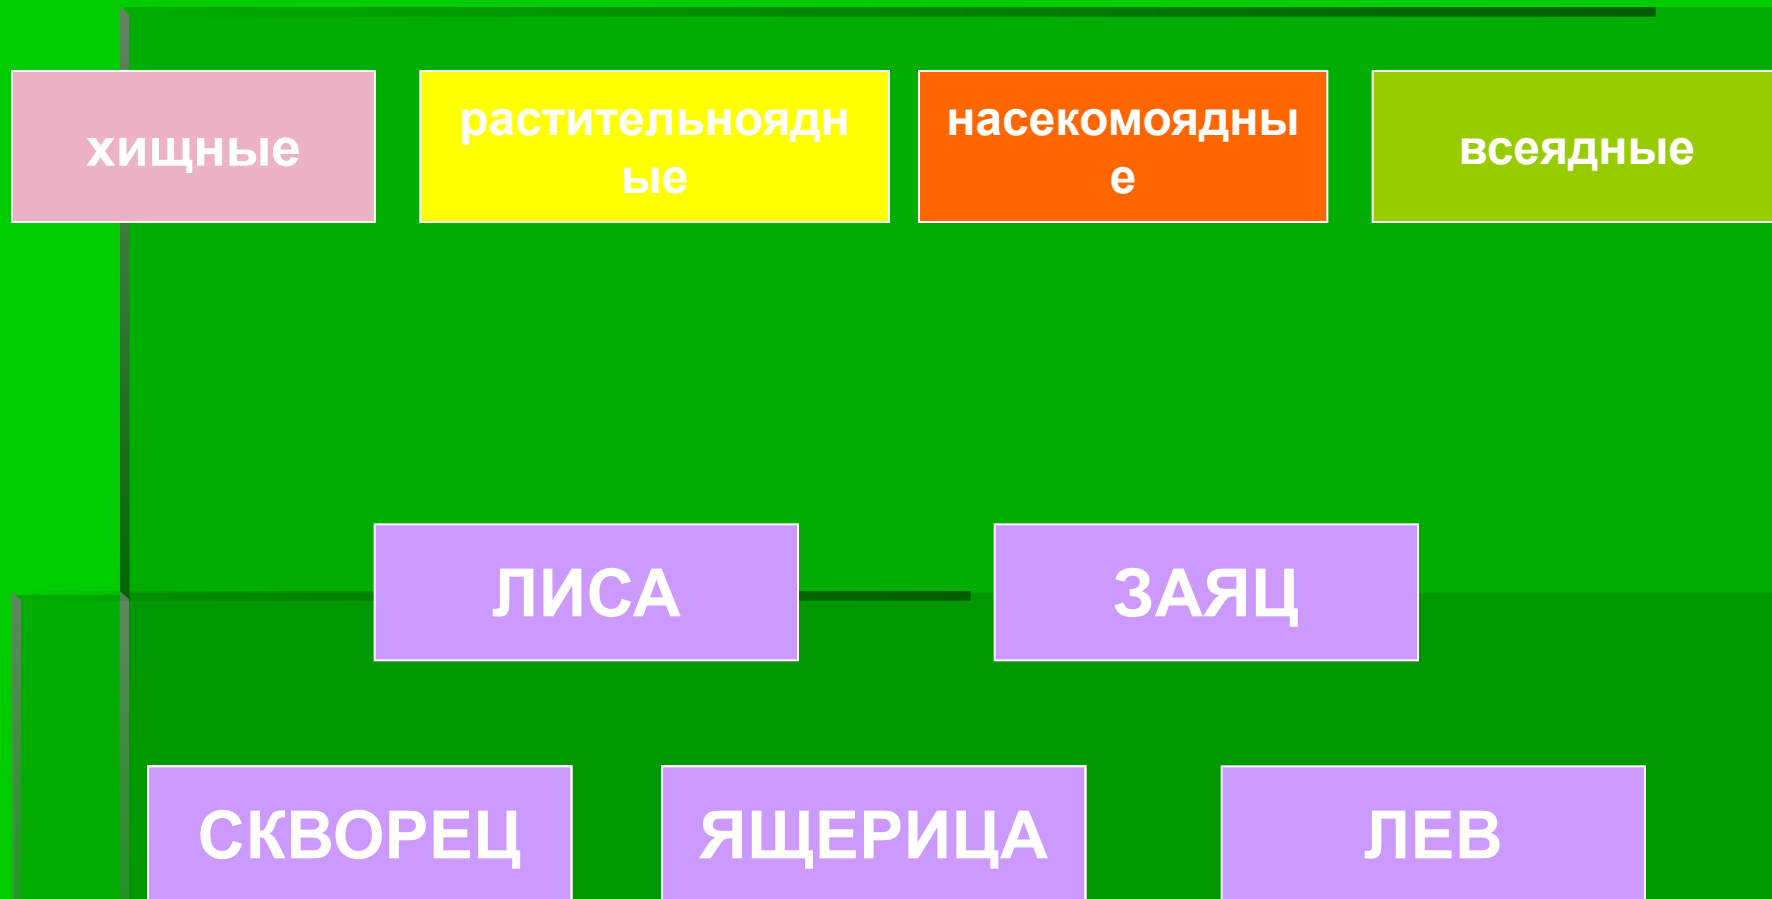 хищные
растительноядн
ые
насекомоядны
е
всеядные
ЛИСА
ЗАЯЦ
СКВОРЕЦ
ЯЩЕРИЦА
ЛЕВ